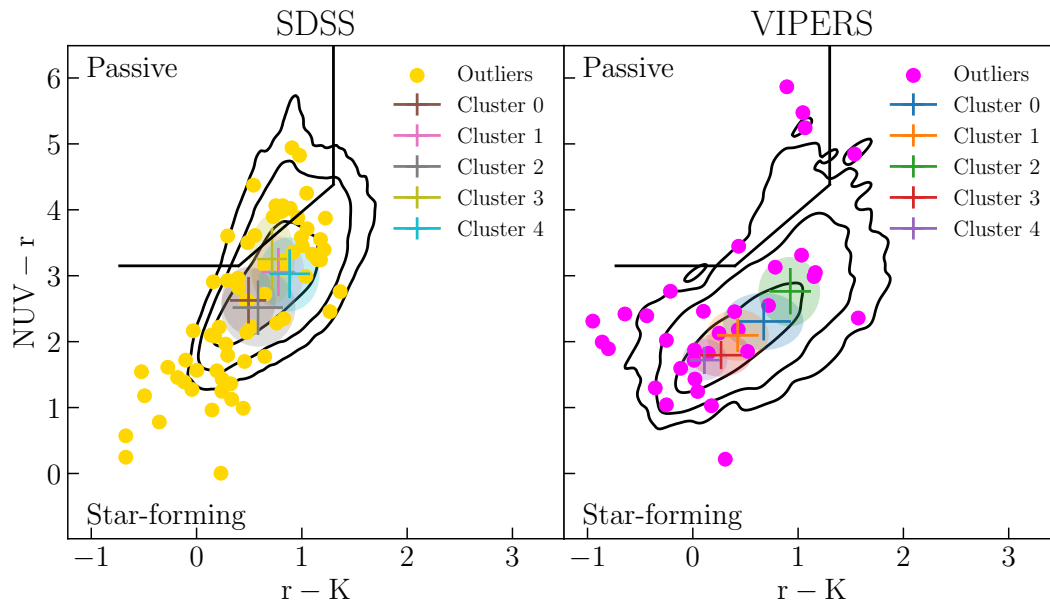 SDSS
VIPERS
Passive
Outliers
Cluster 0
Cluster 1
Cluster 2
Cluster 3
Cluster 4
Star-forming
Passive
Outliers
Cluster 0
Cluster 1
Cluster 2
Cluster 3
Cluster 4
Star-forming
NUV − r
6
5
4
3
2
1
0
−1 0 1 2 3
r − K
−1 0 1 2 3
r − K